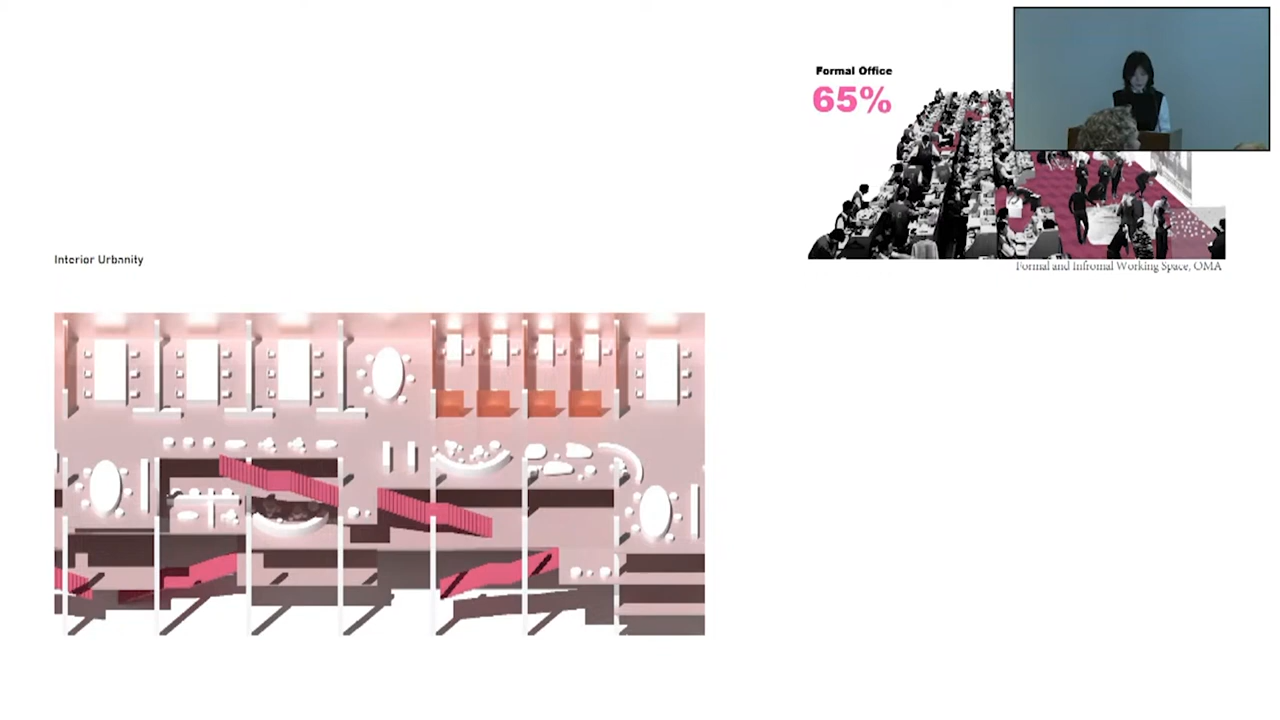 Formal Office
65%
Interior Urbanity
Formal and Infromal Working Space, OMA